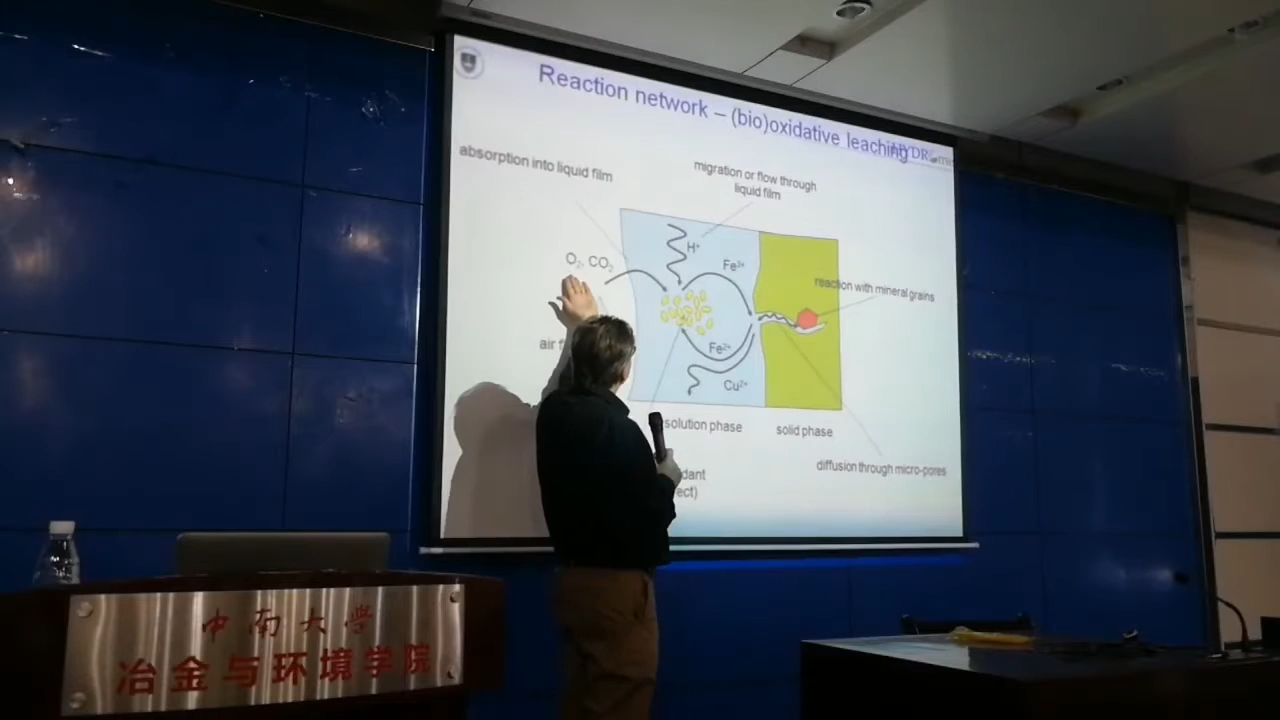 Reaction network – (bio)oxidative leaching
absorption into liquid film
migration or flow through
liquid film
H⁺
O₂, CO₂
Fe³⁺
reaction with mineral grains
air
Fe²⁺
Cu²⁺
solution phase
solid phase
diffusion through micro-pores
中南大学
冶金与环境学院